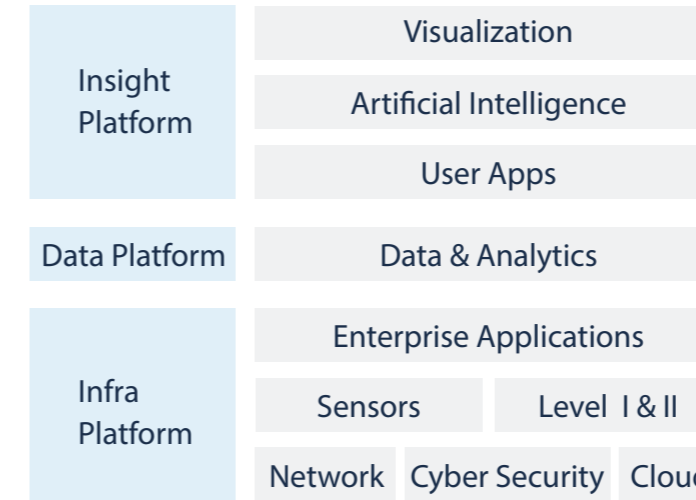 Insight
Platform
Visualization
Artificial Intelligence
User Apps
Data Platform
Data & Analytics
Infra
Platform
Enterprise Applications
Sensors
Level I & II
Network
Cyber Security